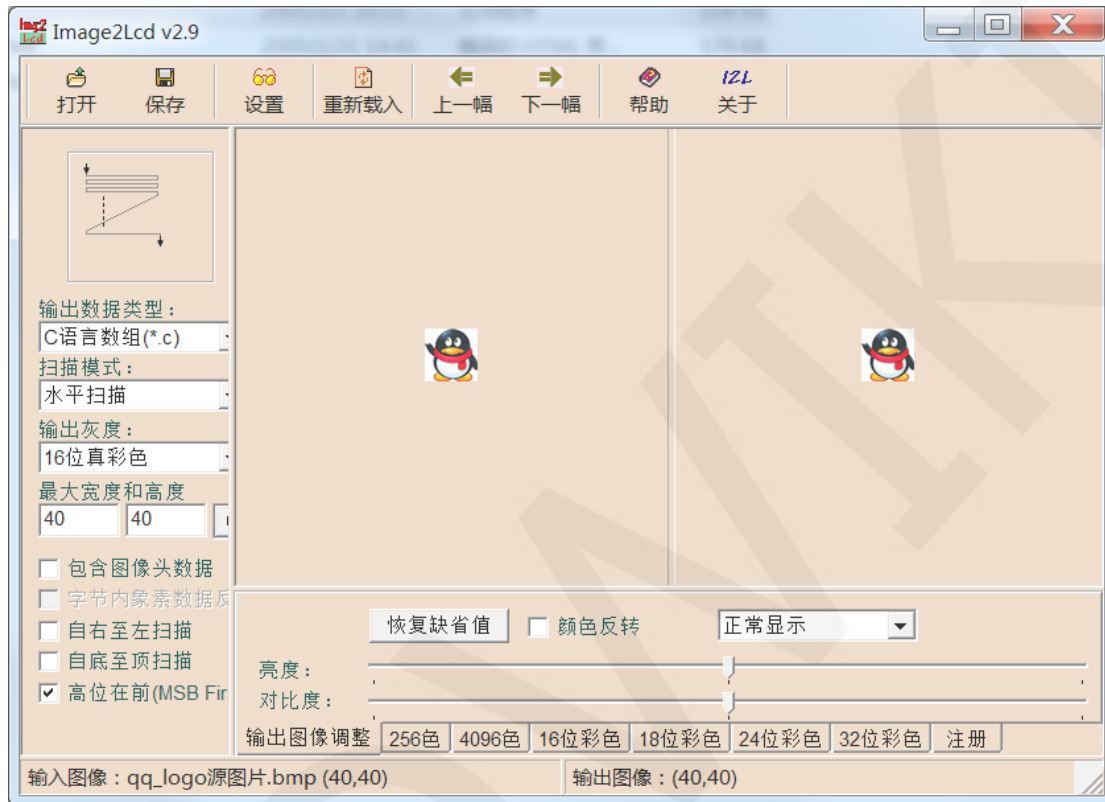 Image2Lcd v2.9
打开 保存 设置 重新载入 上一幅 下一幅 帮助 关于
输出数据类型：
C语言数组(*.c)
扫描模式：
水平扫描
输出灰度：
16位真彩色
最大宽度和高度
40 40
包含图像头数据
字节内象素数据反
自右至左扫描
自底至顶扫描
高位在前(MSB Fir
恢复缺省值 颜色反转 正常显示
亮度：
对比度：
输出图像调整 256色 4096色 16位彩色 18位彩色 24位彩色 32位彩色 注册
输入图像：qq_logo源图片.bmp (40,40) 输出图像：(40,40)